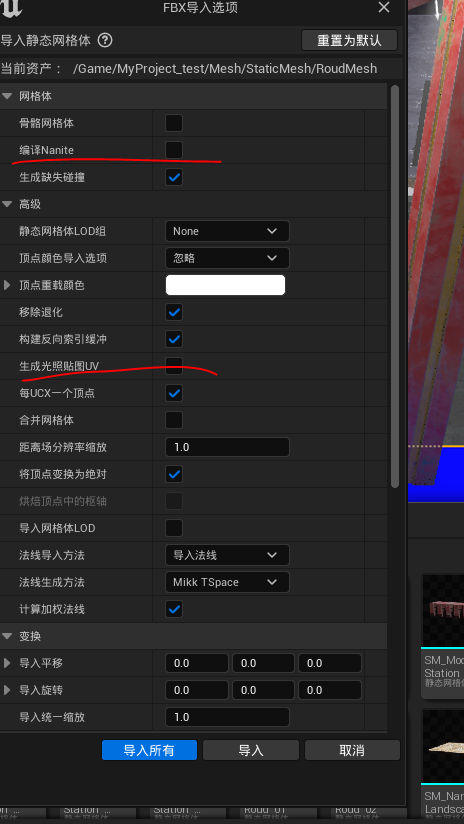 FBX导入选项
导入静态网格体 ?
重置为默认
当前资产： /Game/MyProject_test/Mesh/StaticMesh/RoudMesh
网格体
骨骼网格体
编译Nanite
生成缺失碰撞
高级
静态网格体LOD组 None
顶点颜色导入选项 忽略
顶点重载颜色
移除退化
构建反向索引缓冲
生成光照贴图UV
每UCX一个顶点
合并网格体
距离场分辨率缩放 1.0
将顶点变换为绝对
烘焙顶点中的枢轴
导入网格体LOD
法线导入方法 导入法线
法线生成方法 Mikk TSpace
计算加权法线
变换
导入平移 0.0 0.0 0.0
导入旋转 0.0 0.0 0.0
导入统一缩放 1.0
导入所有 导入 取消
SM_Mod
Station_
静态网格体
SM_Nan
Landsca
静态网格体
Station_... Station_... Roud_01 Roud_02